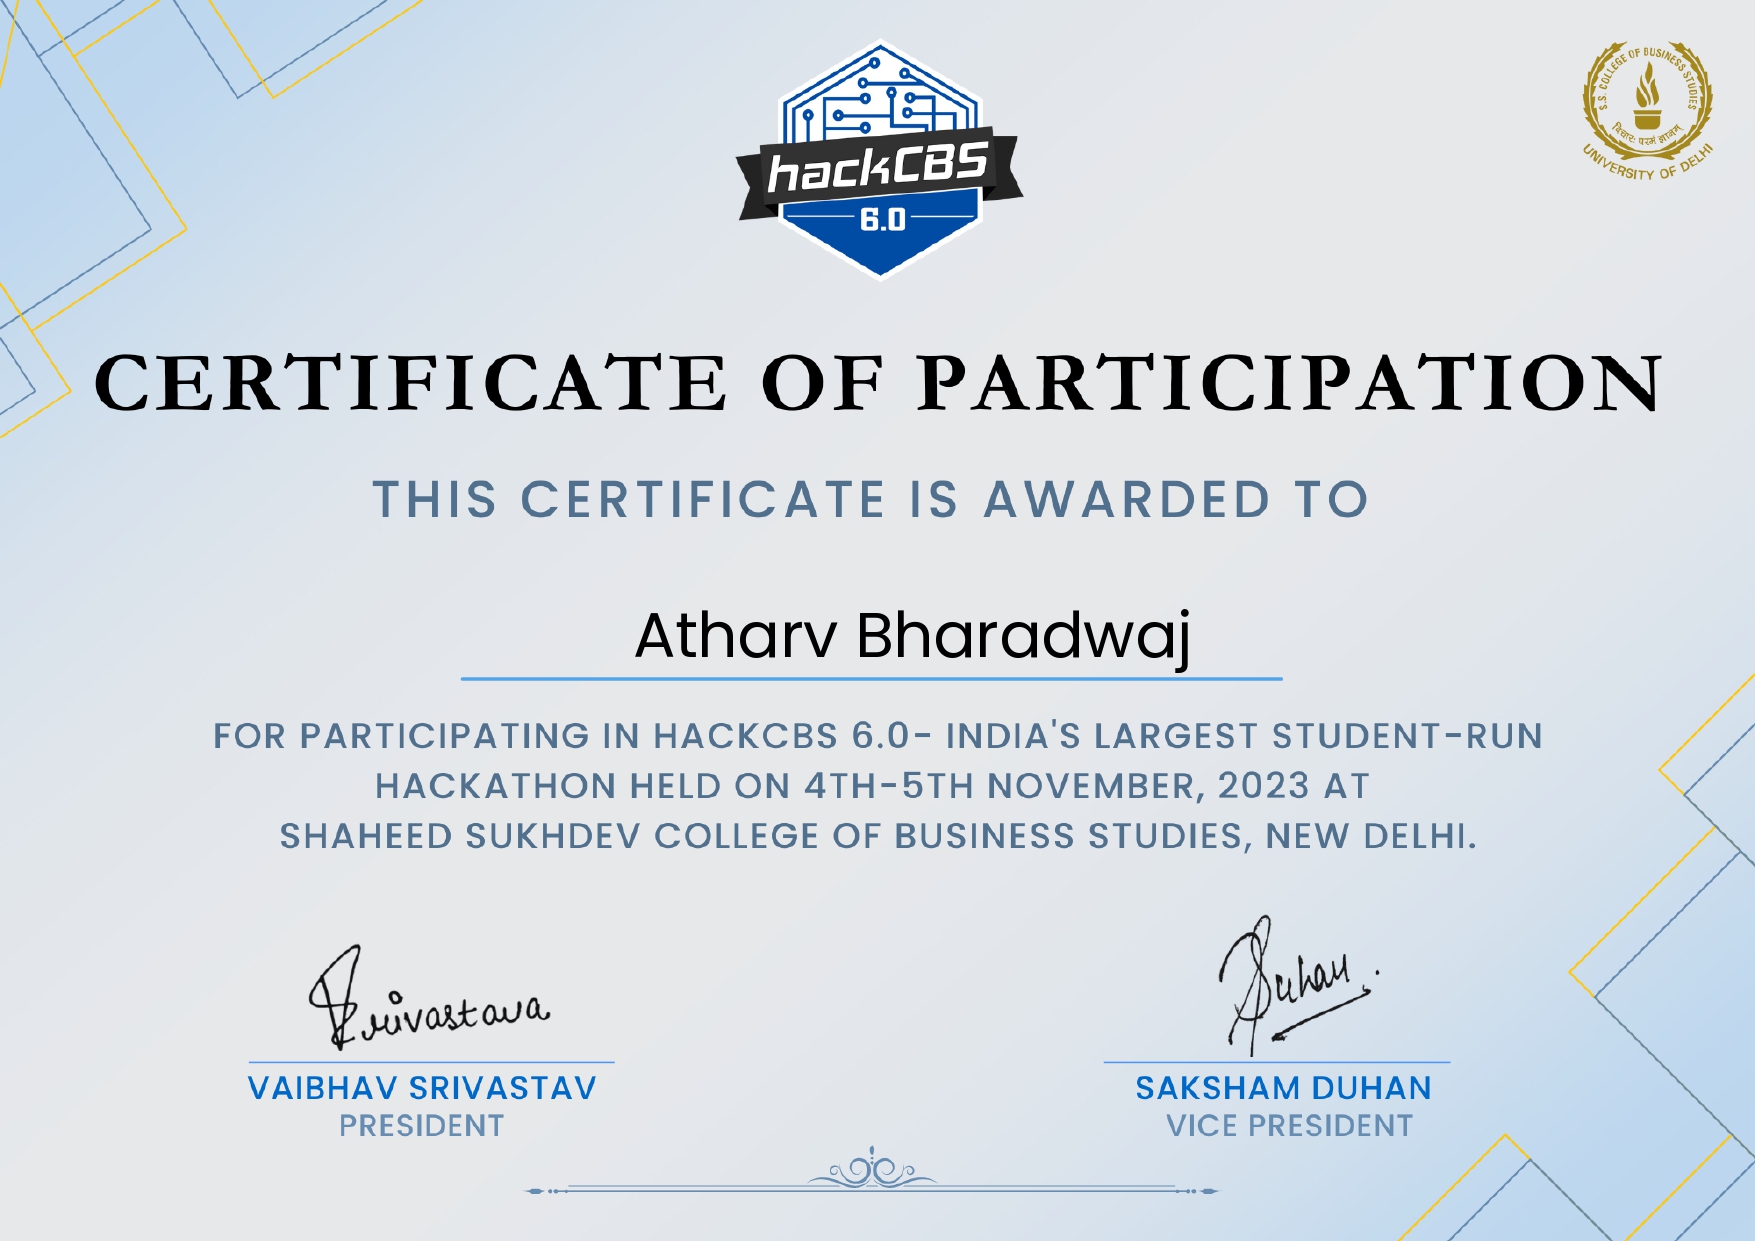 hackCBS
6.0
S.S. COLLEGE OF BUSINESS STUDIES
विचारः परमं ज्ञानम्
UNIVERSITY OF DELHI
CERTIFICATE OF PARTICIPATION
THIS CERTIFICATE IS AWARDED TO
Atharv Bharadwaj
FOR PARTICIPATING IN HACKCBS 6.0- INDIA'S LARGEST STUDENT-RUN
HACKATHON HELD ON 4TH-5TH NOVEMBER, 2023 AT
SHAHEED SUKHDEV COLLEGE OF BUSINESS STUDIES, NEW DELHI.
VSrivastava
SDuhan.
VAIBHAV SRIVASTAV
PRESIDENT
SAKSHAM DUHAN
VICE PRESIDENT